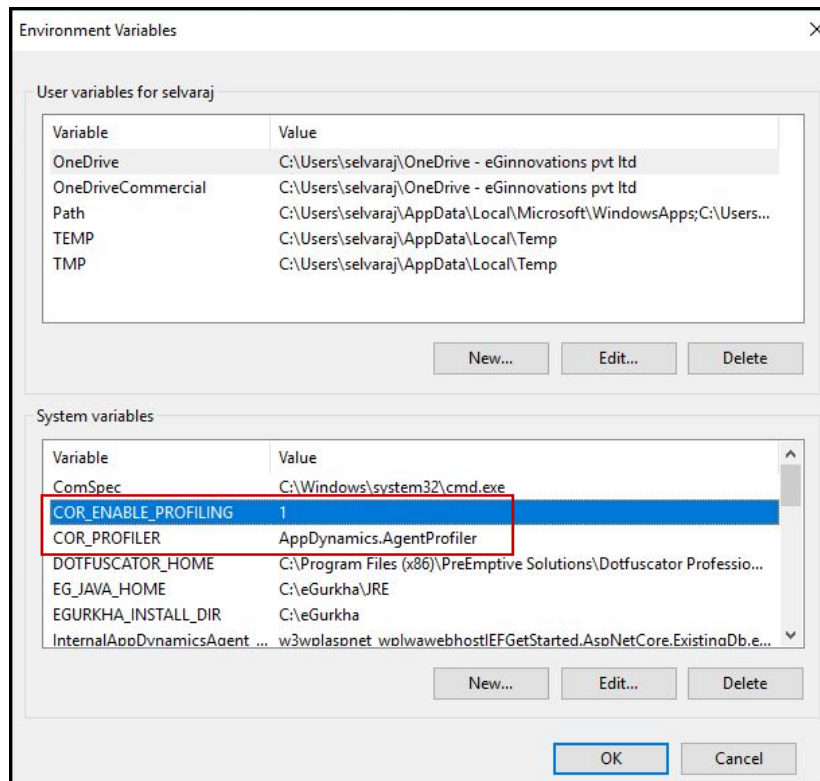 Environment Variables
User variables for selvaraj
Variable Value
OneDrive C:\Users\selvaraj\OneDrive - eGinnovations pvt ltd
OneDriveCommercial C:\Users\selvaraj\OneDrive - eGinnovations pvt ltd
Path C:\Users\selvaraj\AppData\Local\Microsoft\WindowsApps;C:\Users...
TEMP C:\Users\selvaraj\AppData\Local\Temp
TMP C:\Users\selvaraj\AppData\Local\Temp
New... Edit... Delete
System variables
Variable Value
ComSpec C:\Windows\system32\cmd.exe
COR_ENABLE_PROFILING 1
COR_PROFILER AppDynamics.AgentProfiler
DOTFUSCATOR_HOME C:\Program Files (x86)\PreEmptive Solutions\Dotfuscator Professio...
EG_JAVA_HOME C:\eGurkha\JRE
EGURKHA_INSTALL_DIR C:\eGurkha
InternalAppDynamicsAgent_... w3wp|aspnet_wp|wawebhost|EFGetStarted.AspNetCore.ExistingDb.e...
New... Edit... Delete
OK Cancel